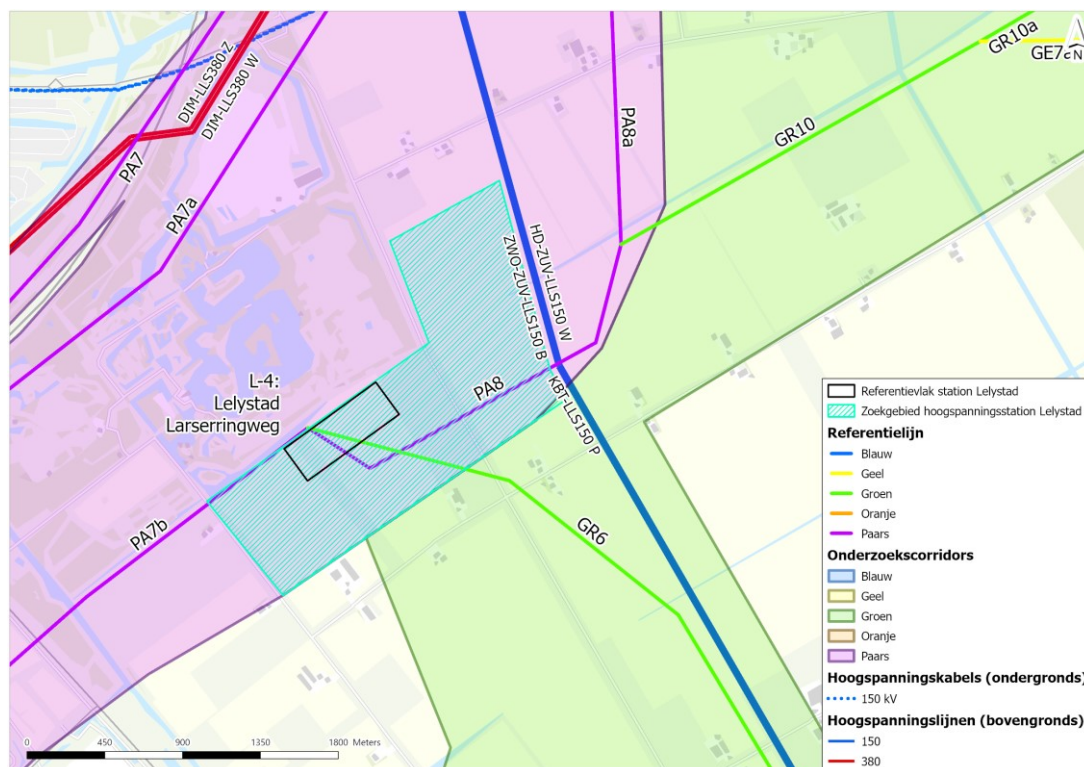 DIM-LLS380 Z
DIM-LLS380 W
PA7
PA7a
PA8a
GR10
GR10a
GE7
N
HD-ZUV-LLS150 W
ZWO-ZUV-LLS150 B
KBT-LLS150 P
PA8
L-4:
Lelystad
Larserringweg
PA7b
GR6
Referentievlak station Lelystad
Zoekgebied hoogspanningsstation Lelystad
Referentielijn
Blauw
Geel
Groen
Oranje
Paars
Onderzoekscorridors
Blauw
Geel
Groen
Oranje
Paars
Hoogspanningskabels (ondergronds)
150 kV
Hoogspanningslijnen (bovengronds)
150
380
0 450 900 1350 1800 Meters